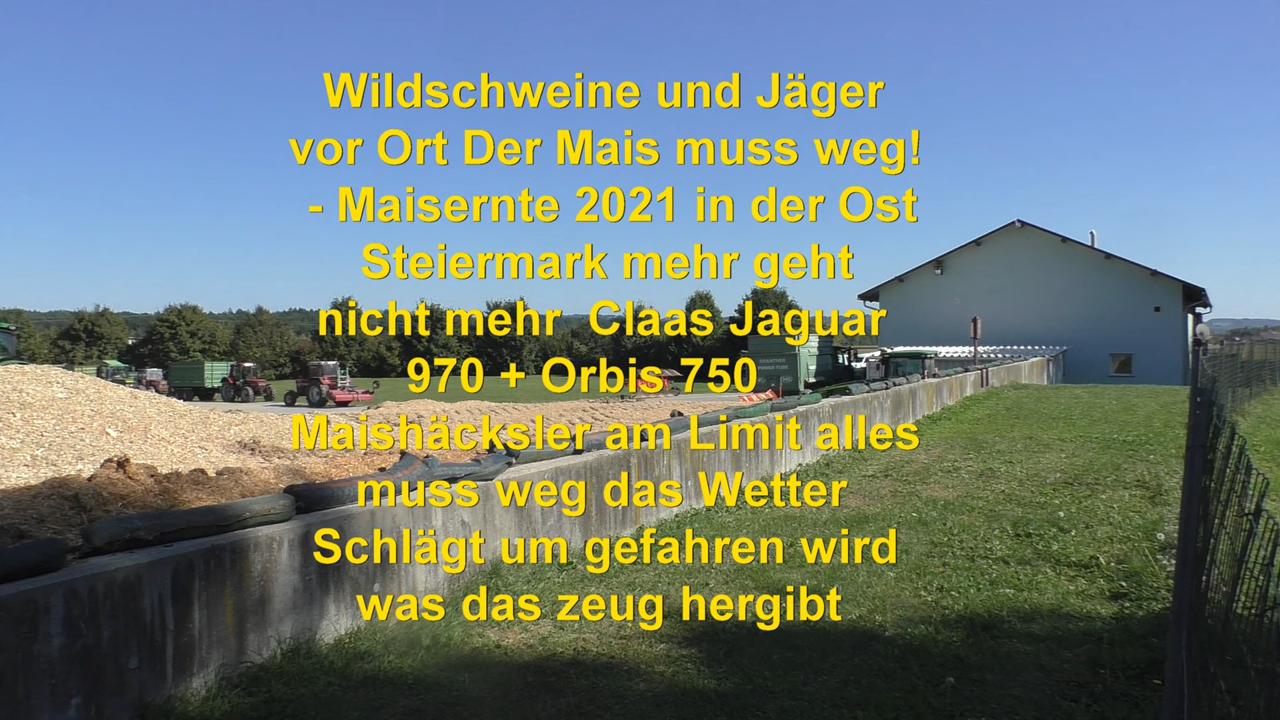 Wildschweine und Jäger
vor Ort Der Mais muss weg!
- Maisernte 2021 in der Ost
Steiermark mehr geht
nicht mehr Claas Jaguar
970 + Orbis 750
Maishäcksler am Limit alles
muss weg das Wetter
Schlägt um gefahren wird
was das zeug hergibt